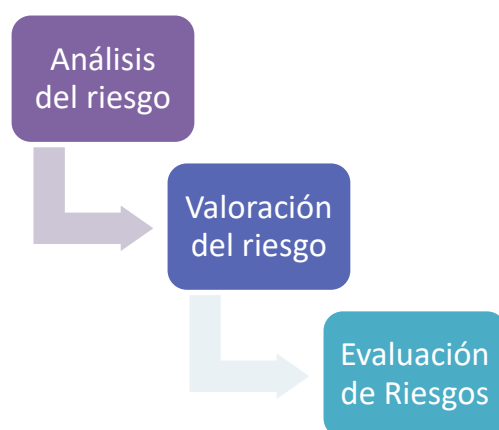 Análisis
del riesgo
Valoración
del riesgo
Evaluación
de Riesgos